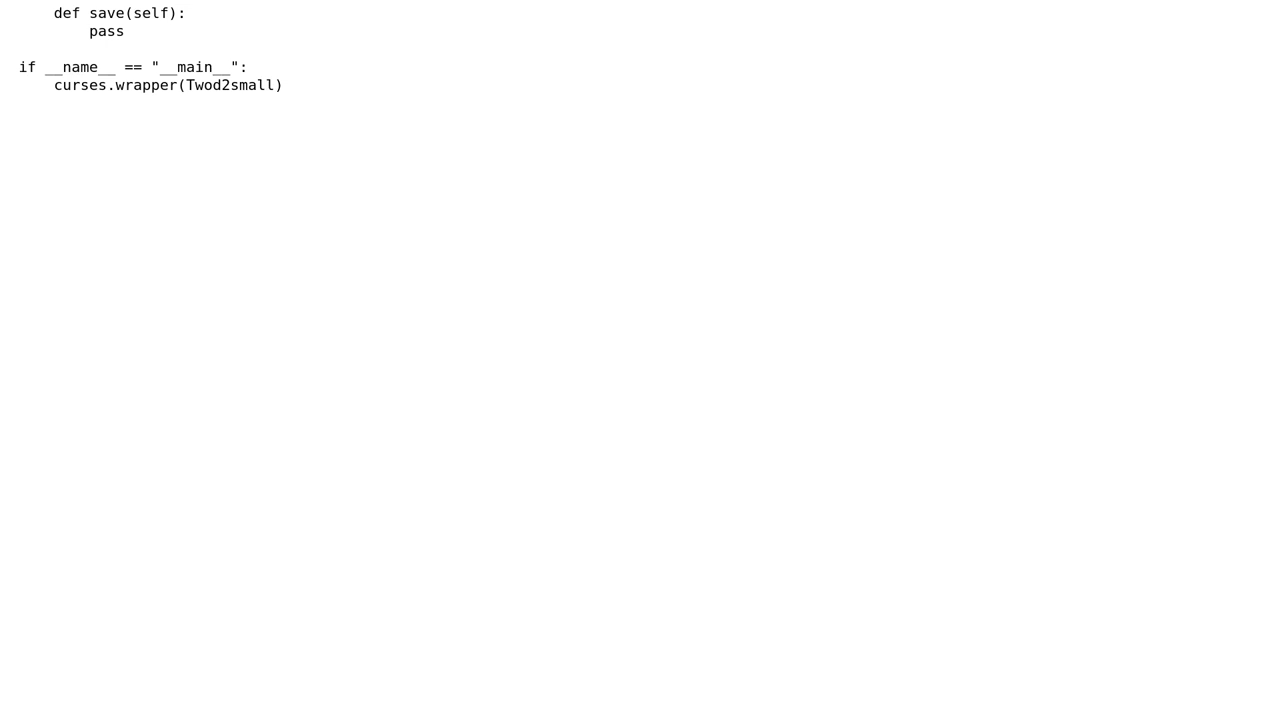 def save(self):
        pass

if __name__ == "__main__":
    curses.wrapper(Twod2small)